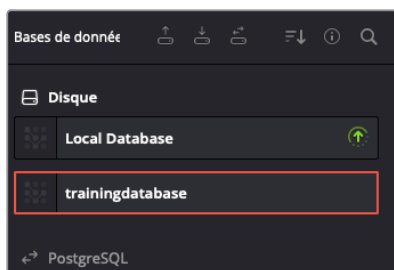 Bases de donnée
Disque
Local Database
trainingdatabase
PostgreSQL